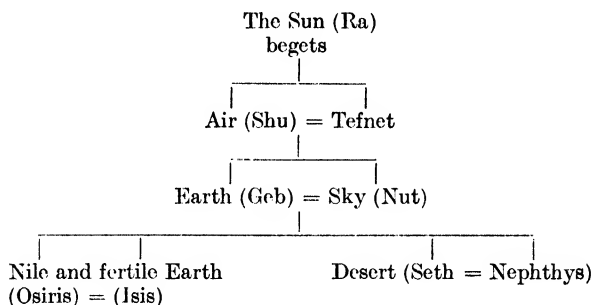 The Sun (Ra)
begets
Air (Shu) = Tefnet
Earth (Geb) = Sky (Nut)
Nile and fertile Earth Desert (Seth = Nephthys)
(Osiris) = (Isis)